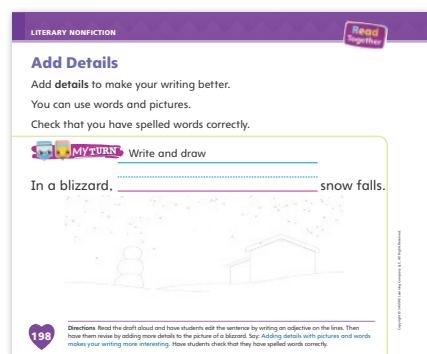 LITERARY NONFICTION
Read
Together
Add Details
Add details to make your writing better.
You can use words and pictures.
Check that you have spelled words correctly.
MY TURN Write and draw
In a blizzard, snow falls.
198
Directions Read the draft aloud and have students edit the sentence by writing an adjective on the lines. Then
have them revise by adding more details to the picture of a blizzard. Say: Adding details with pictures and words
makes your writing more interesting. Have students check that they have spelled words correctly.